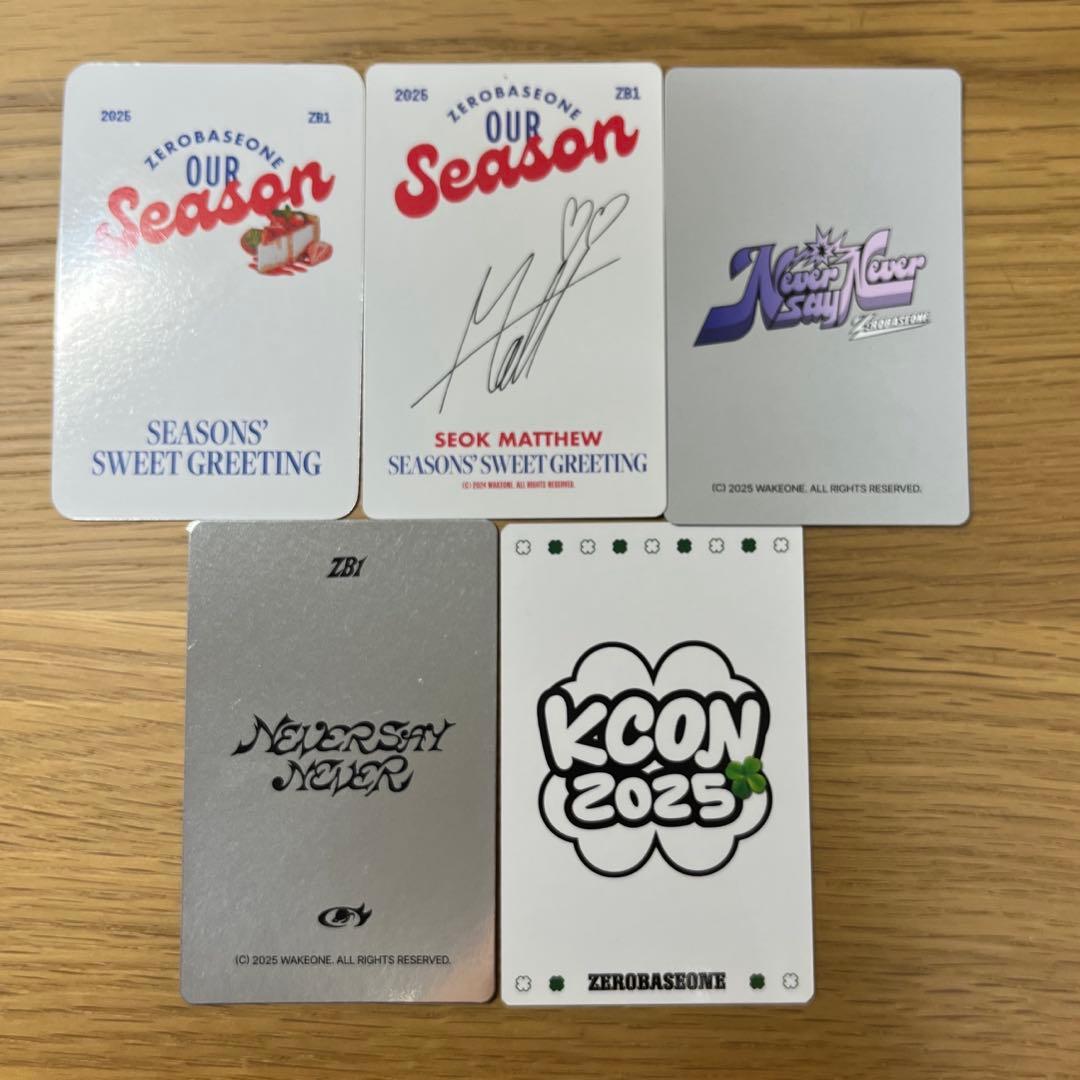 2025 ZB1
ZEROBASEONE
OUR
Season
SEASONS'
SWEET GREETING
2025 ZB1
ZEROBASEONE
OUR
Season
Matt
SEOK MATTHEW
SEASONS' SWEET GREETING
(C) 2024 WAKEONE. ALL RIGHTS RESERVED.
Never Never
say
ZEROBASEONE
(C) 2025 WAKEONE. ALL RIGHTS RESERVED.
ZB1
NEVER SAY
NEVER
(C) 2025 WAKEONE. ALL RIGHTS RESERVED.
KCON
2025
ZEROBASEONE